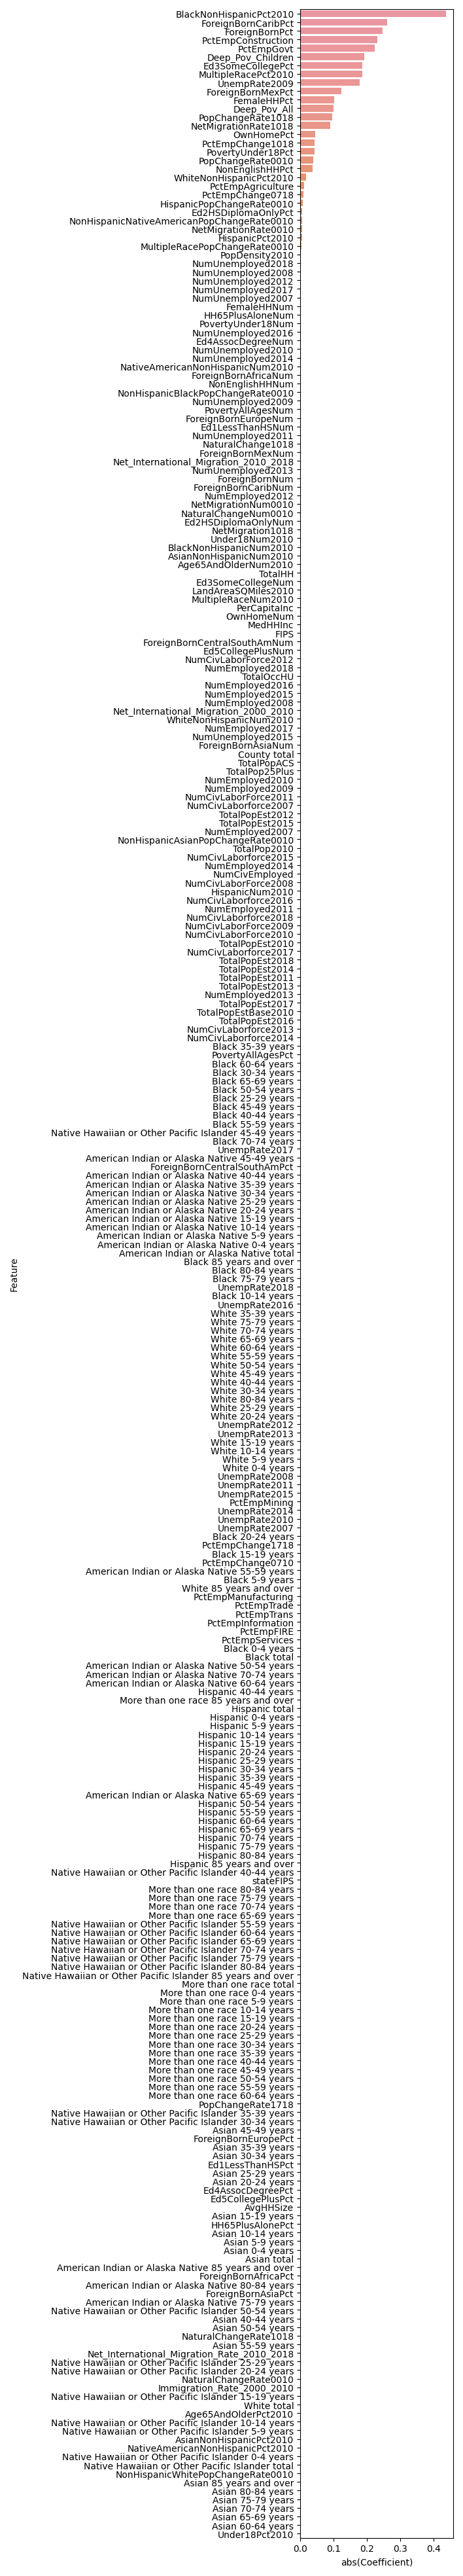 BlackNonHispanicPct2010
ForeignBornCaribPct
ForeignBornPct
PctEmpConstruction
PctEmpGovt
Deep_Pov_Children
Ed3SomeCollegePct
MultipleRacePct2010
UnempRate2009
ForeignBornMexPct
FemaleHHPct
Deep_Pov_All
PopChangeRate1018
NetMigrationRate1018
OwnHomePct
PctEmpChange1018
PovertyUnder18Pct
PopChangeRate0010
NonEnglishHHPct
WhiteNonHispanicPct2010
PctEmpAgriculture
PctEmpChange0718
HispanicPopChangeRate0010
Ed2HSDiplomaOnlyPct
NonHispanicNativeAmericanPopChangeRate0010
NetMigrationRate0010
HispanicPct2010
MultipleRacePopChangeRate0010
PopDensity2010
NumUnemployed2018
NumUnemployed2008
NumUnemployed2012
NumUnemployed2017
NumUnemployed2007
FemaleHHNum
HH65PlusAloneNum
PovertyUnder18Num
NumUnemployed2016
Ed4AssocDegreeNum
NumUnemployed2010
NumUnemployed2014
NativeAmericanNonHispanicNum2010
ForeignBornAfricaNum
NonEnglishHHNum
NonHispanicBlackPopChangeRate0010
NumUnemployed2009
PovertyAllAgesNum
ForeignBornEuropeNum
Ed1LessThanHSNum
NumUnemployed2011
NaturalChange1018
ForeignBornMexNum
Net_International_Migration_2010_2018
NumUnemployed2013
ForeignBornNum
ForeignBornCaribNum
NumEmployed2012
NetMigrationNum0010
NaturalChangeNum0010
Ed2HSDiplomaOnlyNum
NetMigration1018
Under18Num2010
BlackNonHispanicNum2010
AsianNonHispanicNum2010
Age65AndOlderNum2010
TotalHH
Ed3SomeCollegeNum
LandAreaSQMiles2010
MultipleRaceNum2010
PerCapitaInc
OwnHomeNum
MedHHInc
FIPS
ForeignBornCentralSouthAmNum
Ed5CollegePlusNum
NumCivLaborForce2012
NumEmployed2018
TotalOccHU
NumEmployed2016
NumEmployed2015
NumEmployed2008
Net_International_Migration_2000_2010
WhiteNonHispanicNum2010
NumEmployed2017
NumUnemployed2015
ForeignBornAsiaNum
County total
TotalPopACS
TotalPop25Plus
NumEmployed2010
NumEmployed2009
NumCivLaborForce2011
NumCivLaborforce2007
TotalPopEst2012
TotalPopEst2015
NumEmployed2007
NonHispanicAsianPopChangeRate0010
TotalPop2010
NumCivLaborforce2015
NumEmployed2014
NumCivEmployed
NumCivLaborForce2008
HispanicNum2010
NumCivLaborforce2016
NumEmployed2011
NumCivLaborforce2018
NumCivLaborForce2009
NumCivLaborForce2010
TotalPopEst2010
NumCivLaborforce2017
TotalPopEst2018
TotalPopEst2014
TotalPopEst2011
TotalPopEst2013
NumEmployed2013
TotalPopEst2017
TotalPopEstBase2010
TotalPopEst2016
NumCivLaborforce2013
NumCivLaborforce2014
Black 35-39 years
PovertyAllAgesPct
Black 60-64 years
Black 30-34 years
Black 65-69 years
Black 50-54 years
Black 25-29 years
Black 45-49 years
Black 40-44 years
Black 55-59 years
Native Hawaiian or Other Pacific Islander 45-49 years
Black 70-74 years
UnempRate2017
American Indian or Alaska Native 45-49 years
ForeignBornCentralSouthAmPct
American Indian or Alaska Native 40-44 years
American Indian or Alaska Native 35-39 years
American Indian or Alaska Native 30-34 years
American Indian or Alaska Native 25-29 years
American Indian or Alaska Native 20-24 years
American Indian or Alaska Native 15-19 years
American Indian or Alaska Native 10-14 years
American Indian or Alaska Native 5-9 years
American Indian or Alaska Native 0-4 years
American Indian or Alaska Native total
Black 85 years and over
Black 80-84 years
Black 75-79 years
UnempRate2018
Black 10-14 years
UnempRate2016
White 35-39 years
White 75-79 years
White 70-74 years
White 65-69 years
White 60-64 years
White 55-59 years
White 50-54 years
White 45-49 years
White 40-44 years
White 30-34 years
White 80-84 years
White 25-29 years
White 20-24 years
UnempRate2012
UnempRate2013
White 15-19 years
White 10-14 years
White 5-9 years
White 0-4 years
UnempRate2008
UnempRate2011
UnempRate2015
PctEmpMining
UnempRate2014
UnempRate2010
UnempRate2007
Black 20-24 years
PctEmpChange1718
Black 15-19 years
PctEmpChange0710
American Indian or Alaska Native 55-59 years
Black 5-9 years
White 85 years and over
PctEmpManufacturing
PctEmpTrade
PctEmpTrans
PctEmpInformation
PctEmpFIRE
PctEmpServices
Black 0-4 years
Black total
American Indian or Alaska Native 50-54 years
American Indian or Alaska Native 70-74 years
American Indian or Alaska Native 60-64 years
Hispanic 40-44 years
More than one race 85 years and over
Hispanic total
Hispanic 0-4 years
Hispanic 5-9 years
Hispanic 10-14 years
Hispanic 15-19 years
Hispanic 20-24 years
Hispanic 25-29 years
Hispanic 30-34 years
Hispanic 35-39 years
Hispanic 45-49 years
American Indian or Alaska Native 65-69 years
Hispanic 50-54 years
Hispanic 55-59 years
Hispanic 60-64 years
Hispanic 65-69 years
Hispanic 70-74 years
Hispanic 75-79 years
Hispanic 80-84 years
Hispanic 85 years and over
Native Hawaiian or Other Pacific Islander 40-44 years
stateFIPS
More than one race 80-84 years
More than one race 75-79 years
More than one race 70-74 years
More than one race 65-69 years
Native Hawaiian or Other Pacific Islander 55-59 years
Native Hawaiian or Other Pacific Islander 60-64 years
Native Hawaiian or Other Pacific Islander 65-69 years
Native Hawaiian or Other Pacific Islander 70-74 years
Native Hawaiian or Other Pacific Islander 75-79 years
Native Hawaiian or Other Pacific Islander 80-84 years
Native Hawaiian or Other Pacific Islander 85 years and over
More than one race total
More than one race 0-4 years
More than one race 5-9 years
More than one race 10-14 years
More than one race 15-19 years
More than one race 20-24 years
More than one race 25-29 years
More than one race 30-34 years
More than one race 35-39 years
More than one race 40-44 years
More than one race 45-49 years
More than one race 50-54 years
More than one race 55-59 years
More than one race 60-64 years
PopChangeRate1718
Native Hawaiian or Other Pacific Islander 35-39 years
Native Hawaiian or Other Pacific Islander 30-34 years
Asian 45-49 years
ForeignBornEuropePct
Asian 35-39 years
Asian 30-34 years
Ed1LessThanHSPct
Asian 25-29 years
Asian 20-24 years
Ed4AssocDegreePct
Ed5CollegePlusPct
AvgHHSize
Asian 15-19 years
HH65PlusAlonePct
Asian 10-14 years
Asian 5-9 years
Asian 0-4 years
Asian total
American Indian or Alaska Native 85 years and over
ForeignBornAfricaPct
American Indian or Alaska Native 80-84 years
ForeignBornAsiaPct
American Indian or Alaska Native 75-79 years
Native Hawaiian or Other Pacific Islander 50-54 years
Asian 40-44 years
Asian 50-54 years
NaturalChangeRate1018
Asian 55-59 years
Net_International_Migration_Rate_2010_2018
Native Hawaiian or Other Pacific Islander 25-29 years
Native Hawaiian or Other Pacific Islander 20-24 years
NaturalChangeRate0010
Immigration_Rate_2000_2010
Native Hawaiian or Other Pacific Islander 15-19 years
White total
Age65AndOlderPct2010
Native Hawaiian or Other Pacific Islander 10-14 years
Native Hawaiian or Other Pacific Islander 5-9 years
AsianNonHispanicPct2010
NativeAmericanNonHispanicPct2010
Native Hawaiian or Other Pacific Islander 0-4 years
Native Hawaiian or Other Pacific Islander total
NonHispanicWhitePopChangeRate0010
Asian 85 years and over
Asian 80-84 years
Asian 75-79 years
Asian 70-74 years
Asian 65-69 years
Asian 60-64 years
Under18Pct2010
Feature
0.0 0.1 0.2 0.3 0.4
abs(Coefficient)